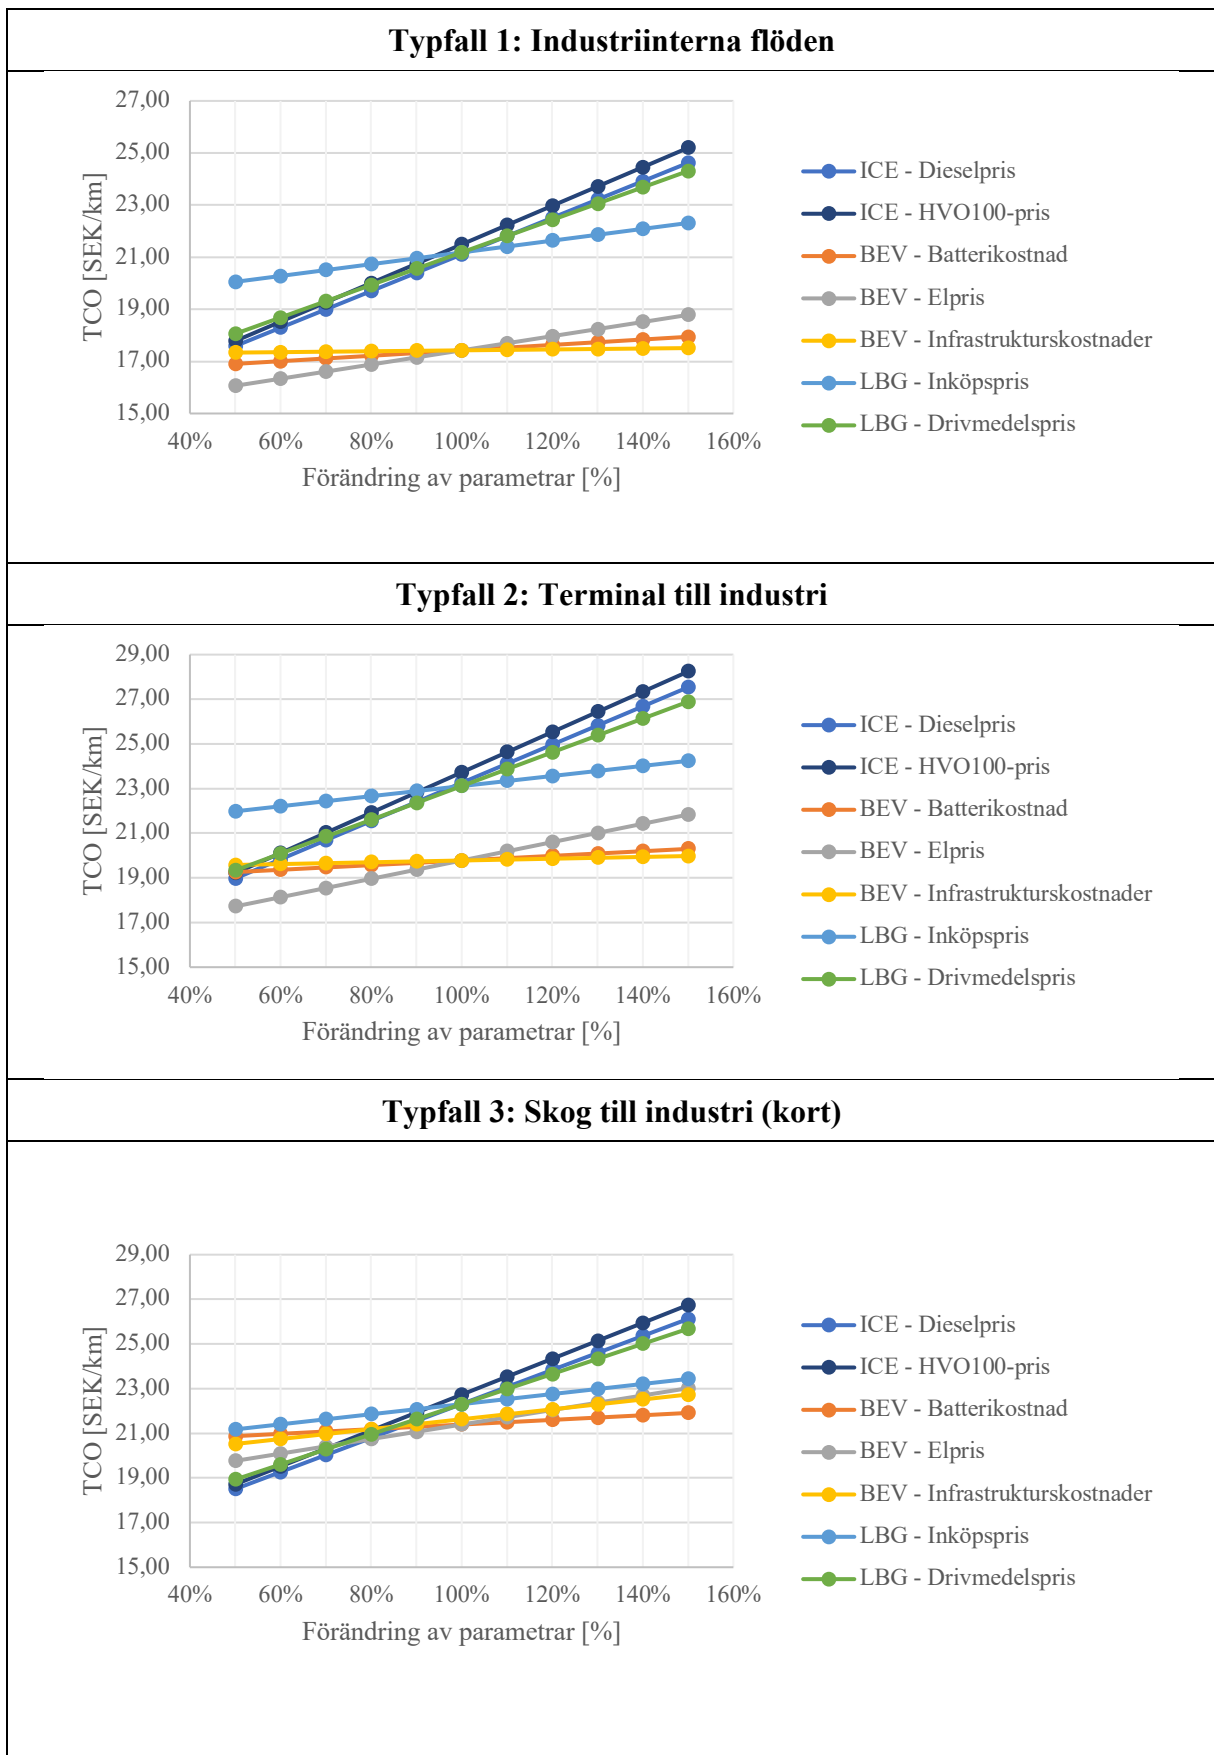 Typfall 1: Industriinterna flöden
27,00
25,00
23,00
21,00
19,00
17,00
15,00
TCO [SEK/km]
40% 60% 80% 100% 120% 140% 160%
Förändring av parametrar [%]
ICE - Dieselpris
ICE - HVO100-pris
BEV - Batterikostnad
BEV - Elpris
BEV - Infrastrukturskostnader
LBG - Inköpspris
LBG - Drivmedelspris
Typfall 2: Terminal till industri
29,00
27,00
25,00
23,00
21,00
19,00
17,00
15,00
TCO [SEK/km]
40% 60% 80% 100% 120% 140% 160%
Förändring av parametrar [%]
ICE - Dieselpris
ICE - HVO100-pris
BEV - Batterikostnad
BEV - Elpris
BEV - Infrastrukturskostnader
LBG - Inköpspris
LBG - Drivmedelspris
Typfall 3: Skog till industri (kort)
29,00
27,00
25,00
23,00
21,00
19,00
17,00
15,00
TCO [SEK/km]
40% 60% 80% 100% 120% 140% 160%
Förändring av parametrar [%]
ICE - Dieselpris
ICE - HVO100-pris
BEV - Batterikostnad
BEV - Elpris
BEV - Infrastrukturskostnader
LBG - Inköpspris
LBG - Drivmedelspris